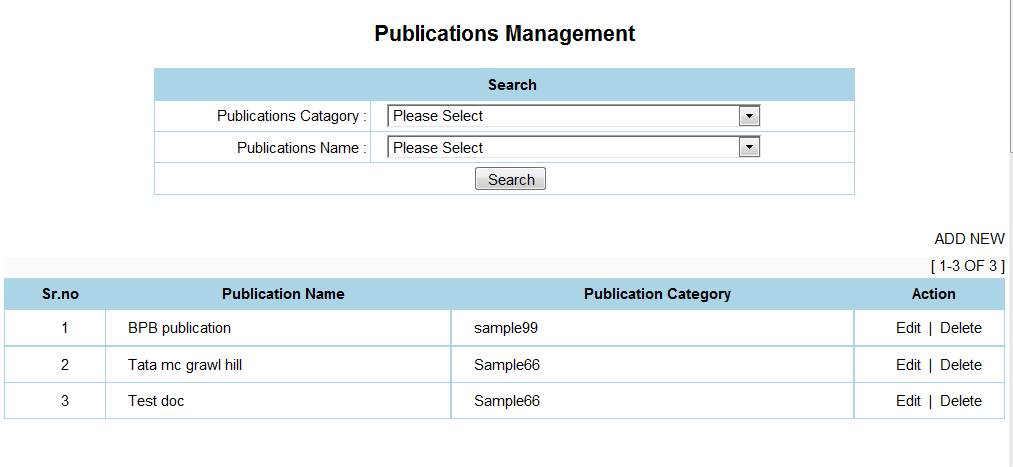 Publications Management
Search
Publications Catagory : Please Select
Publications Name : Please Select
Search
ADD NEW
[ 1-3 OF 3 ]
Sr.no Publication Name Publication Category Action
1 BPB publication sample99 Edit | Delete
2 Tata mc grawl hill Sample66 Edit | Delete
3 Test doc Sample66 Edit | Delete